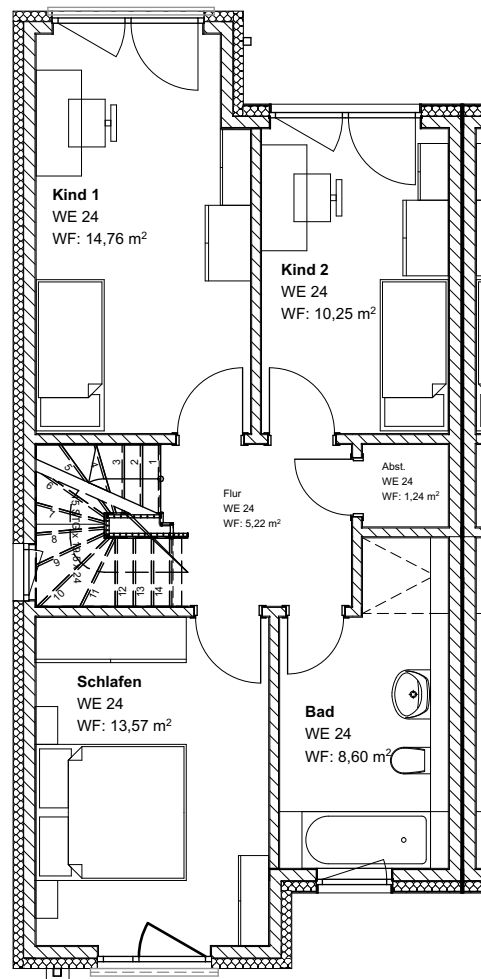 Kind 1
WE 24
WF: 14,76 m²
Kind 2
WE 24
WF: 10,25 m²
Abst.
WE 24
WF: 1,24 m²
Flur
WE 24
WF: 5,22 m²
1
2
3
4
5
6
7
8
9
10
11
12
13
14
Schlafen
WE 24
WF: 13,57 m²
Bad
WE 24
WF: 8,60 m²